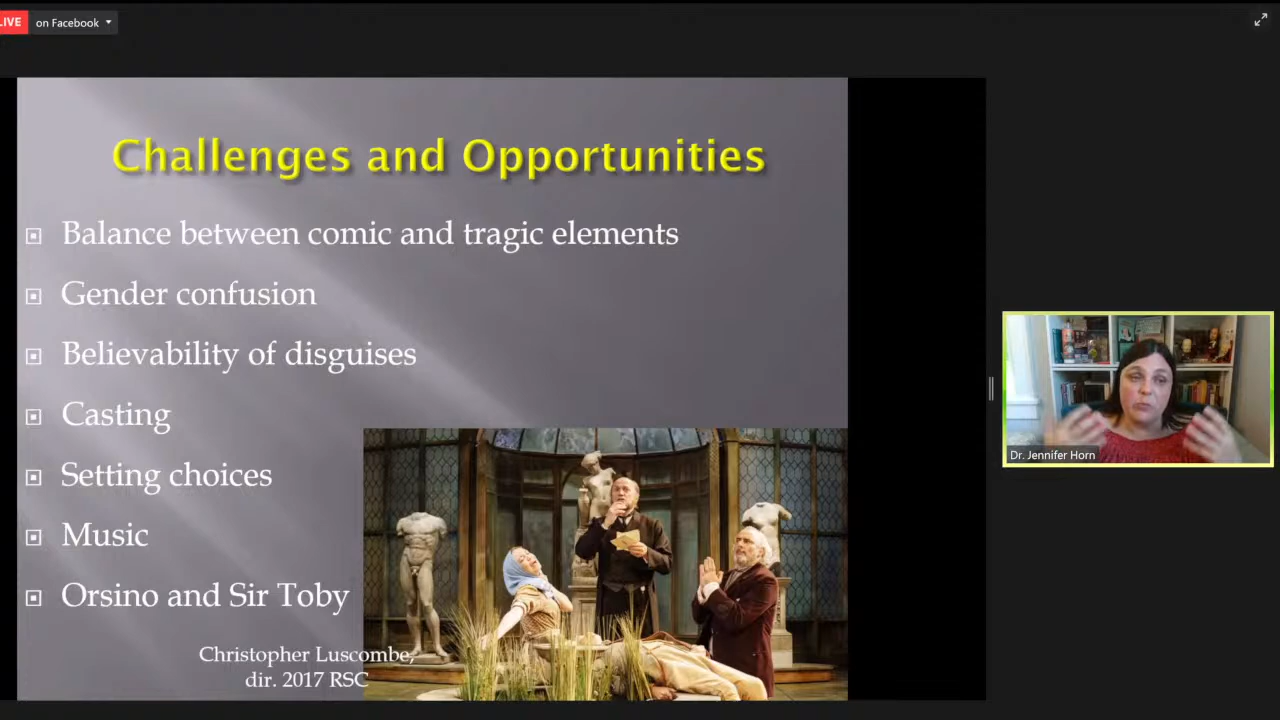 LIVE on Facebook
Challenges and Opportunities
Balance between comic and tragic elements
Gender confusion
Believability of disguises
Casting
Setting choices
Music
Orsino and Sir Toby
Christopher Luscombe,
dir. 2017 RSC
Dr. Jennifer Horn